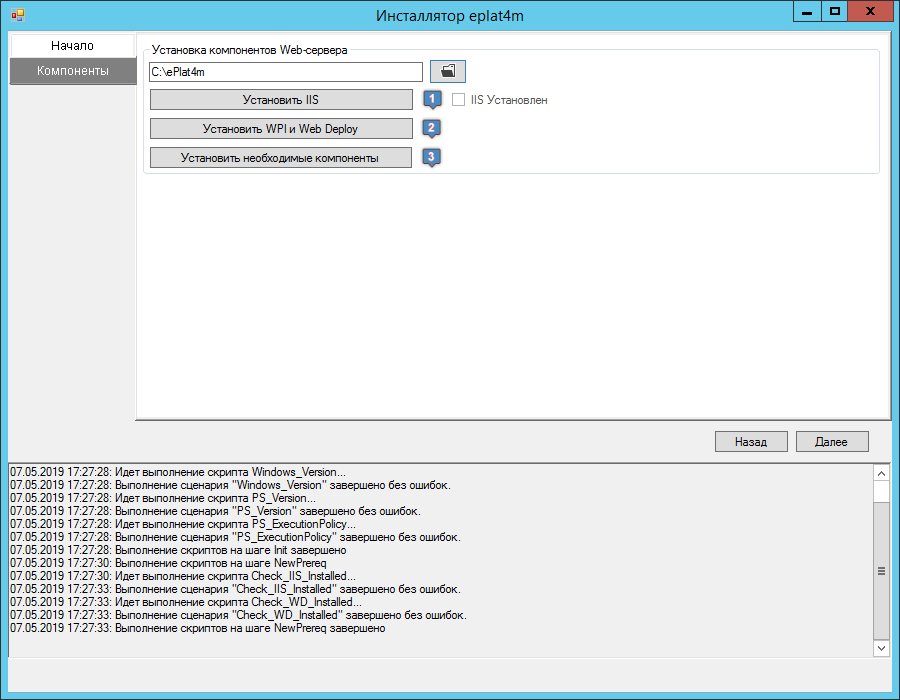 Инсталлятор eplat4m
Начало
Компоненты
Установка компонентов Web-сервера
C:\ePlat4m
Установить IIS
1
IIS Установлен
Установить WPI и Web Deploy
2
Установить необходимые компоненты
3
Назад
Далее
07.05.2019 17:27:28: Идет выполнение скрипта Windows_Version...
07.05.2019 17:27:28: Выполнение сценария "Windows_Version" завершено без ошибок.
07.05.2019 17:27:28: Идет выполнение скрипта PS_Version...
07.05.2019 17:27:28: Выполнение сценария "PS_Version" завершено без ошибок.
07.05.2019 17:27:28: Идет выполнение скрипта PS_ExecutionPolicy...
07.05.2019 17:27:28: Выполнение сценария "PS_ExecutionPolicy" завершено без ошибок.
07.05.2019 17:27:28: Выполнение скриптов на шаге Init завершено
07.05.2019 17:27:30: Выполнение скриптов на шаге NewPrereq
07.05.2019 17:27:30: Идет выполнение скрипта Check_IIS_Installed...
07.05.2019 17:27:33: Выполнение сценария "Check_IIS_Installed" завершено без ошибок.
07.05.2019 17:27:33: Идет выполнение скрипта Check_WD_Installed...
07.05.2019 17:27:33: Выполнение сценария "Check_WD_Installed" завершено без ошибок.
07.05.2019 17:27:33: Выполнение скриптов на шаге NewPrereq завершено